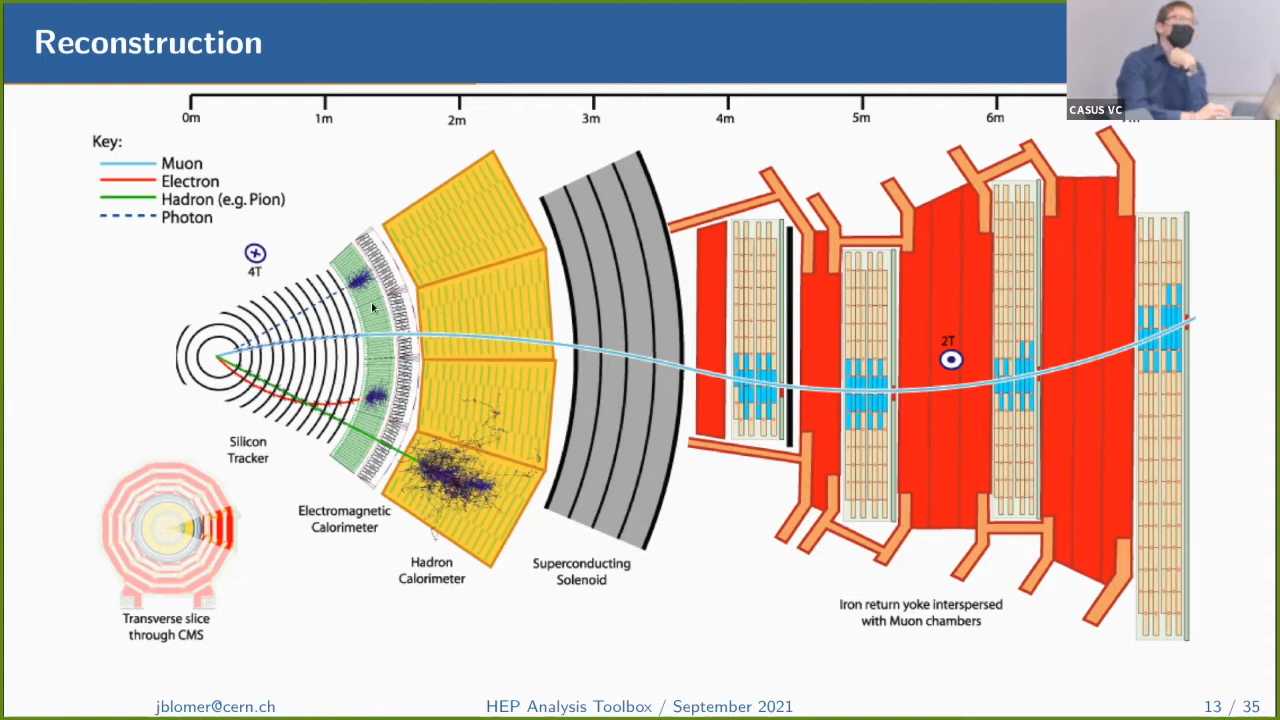 Reconstruction
CASUS VC
0m 1m 2m 3m 4m 5m 6m
Key:
Muon
Electron
Hadron (e.g. Pion)
Photon
4T
2T
Silicon
Tracker
Electromagnetic
Calorimeter
Hadron
Calorimeter
Superconducting
Solenoid
Iron return yoke interspersed
with Muon chambers
Transverse slice
through CMS
jblomer@cern.ch HEP Analysis Toolbox / September 2021 13 / 35